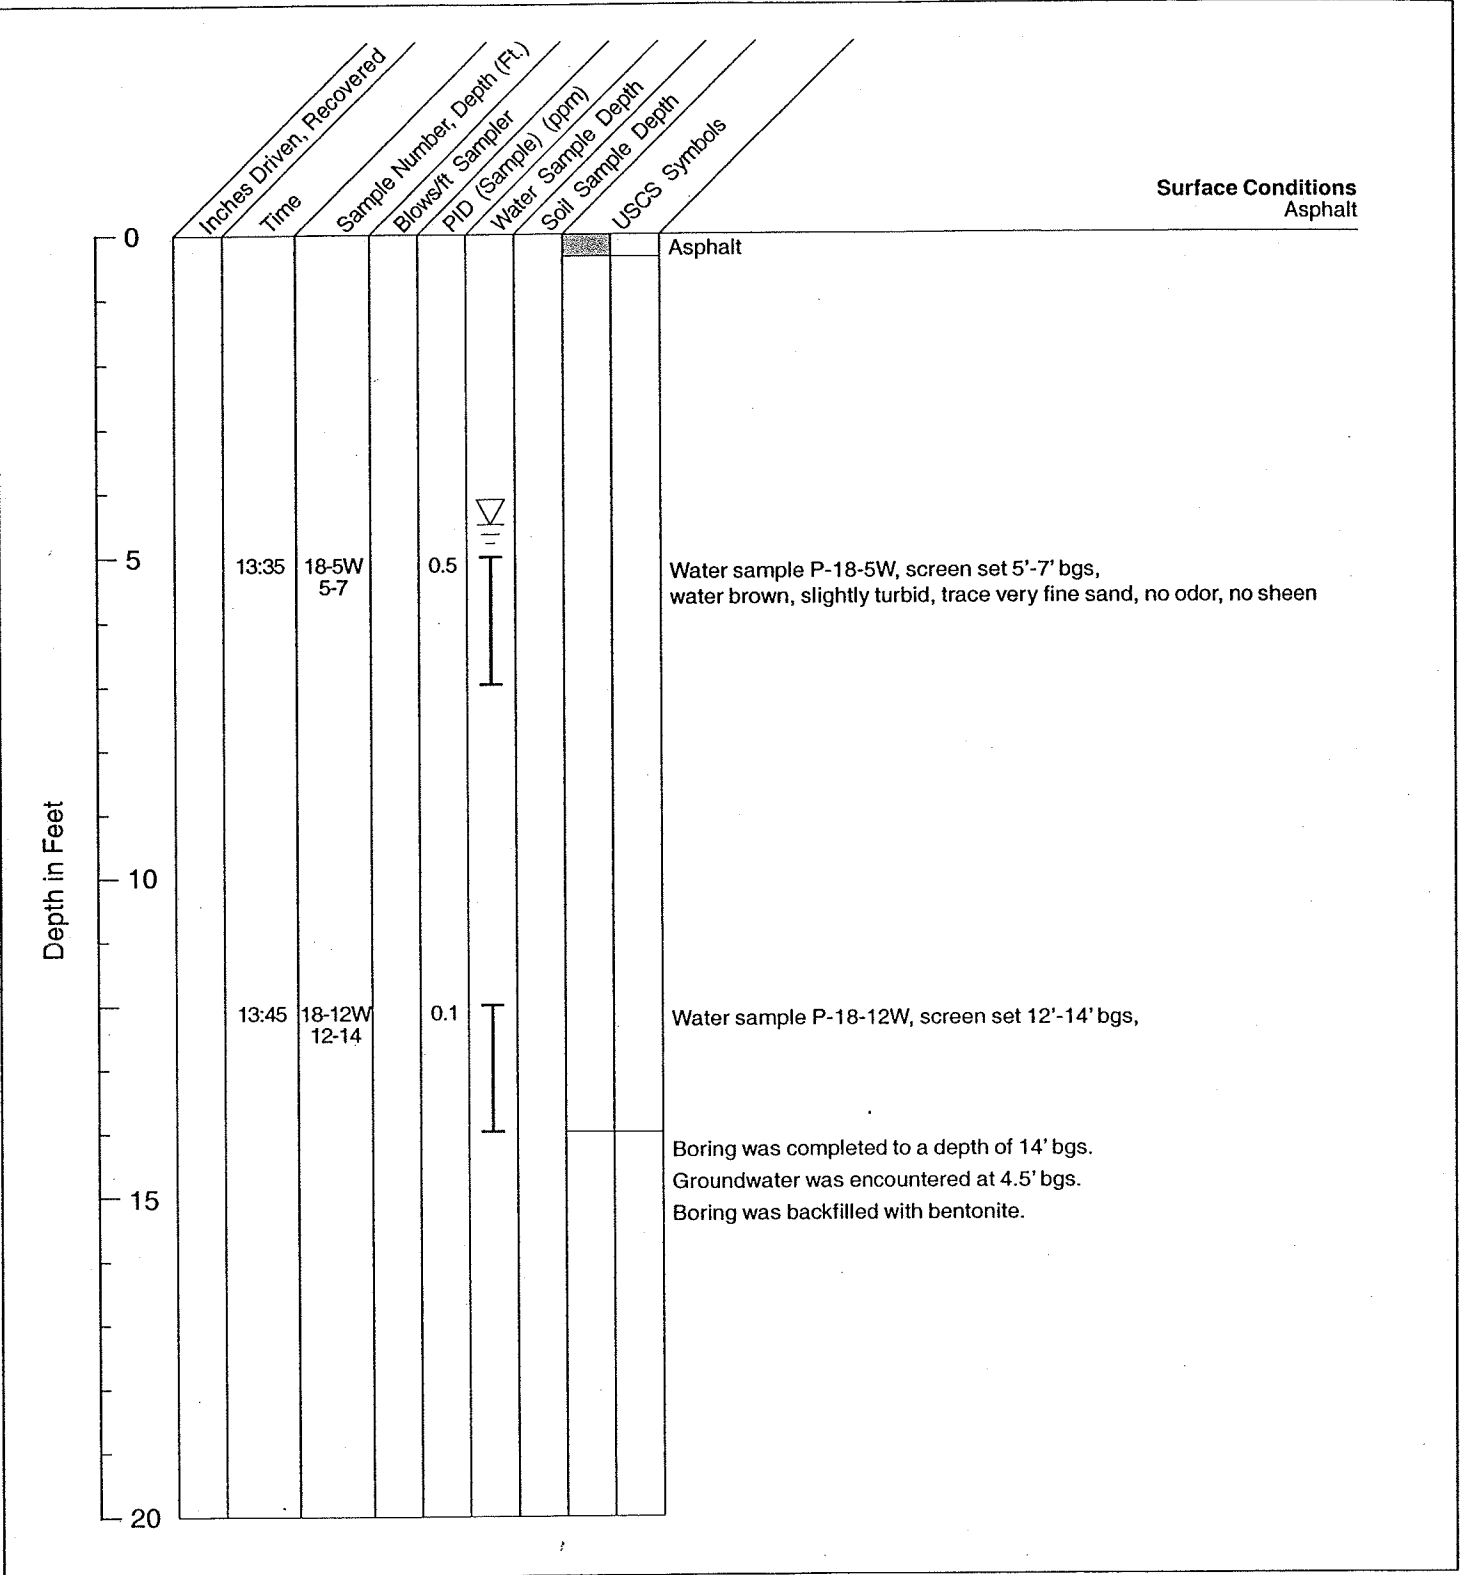 Inches Driven, Recovered
Time
Sample Number, Depth (Ft.)
Blows/ft Sampler
PID (Sample) (ppm)
Water Sample Depth
Soil Sample Depth
USCS Symbols
Surface Conditions
Asphalt
0
Asphalt
5
13:35
18-5W
5-7
0.5
Water sample P-18-5W, screen set 5'-7' bgs,
water brown, slightly turbid, trace very fine sand, no odor, no sheen
Depth in Feet
10
13:45
18-12W
12-14
0.1
Water sample P-18-12W, screen set 12'-14' bgs,
Boring was completed to a depth of 14' bgs.
Groundwater was encountered at 4.5' bgs.
15
Boring was backfilled with bentonite.
20